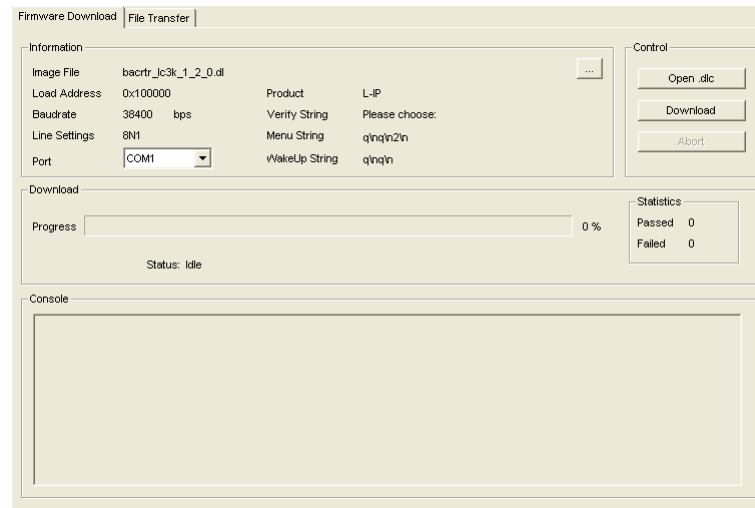 Firmware Download File Transfer
Information
Image File bacrtr_lc3k_1_2_0.dl ...
Load Address 0x100000 Product L-IP
Baudrate 38400 bps Verify String Please choose:
Line Settings 8N1 Menu String q\nq\n2\n
Port COM1 WakeUp String q\nq\n
Control
Open .dlc
Download
Abort
Download
Progress 0 %
Status: Idle
Statistics
Passed 0
Failed 0
Console